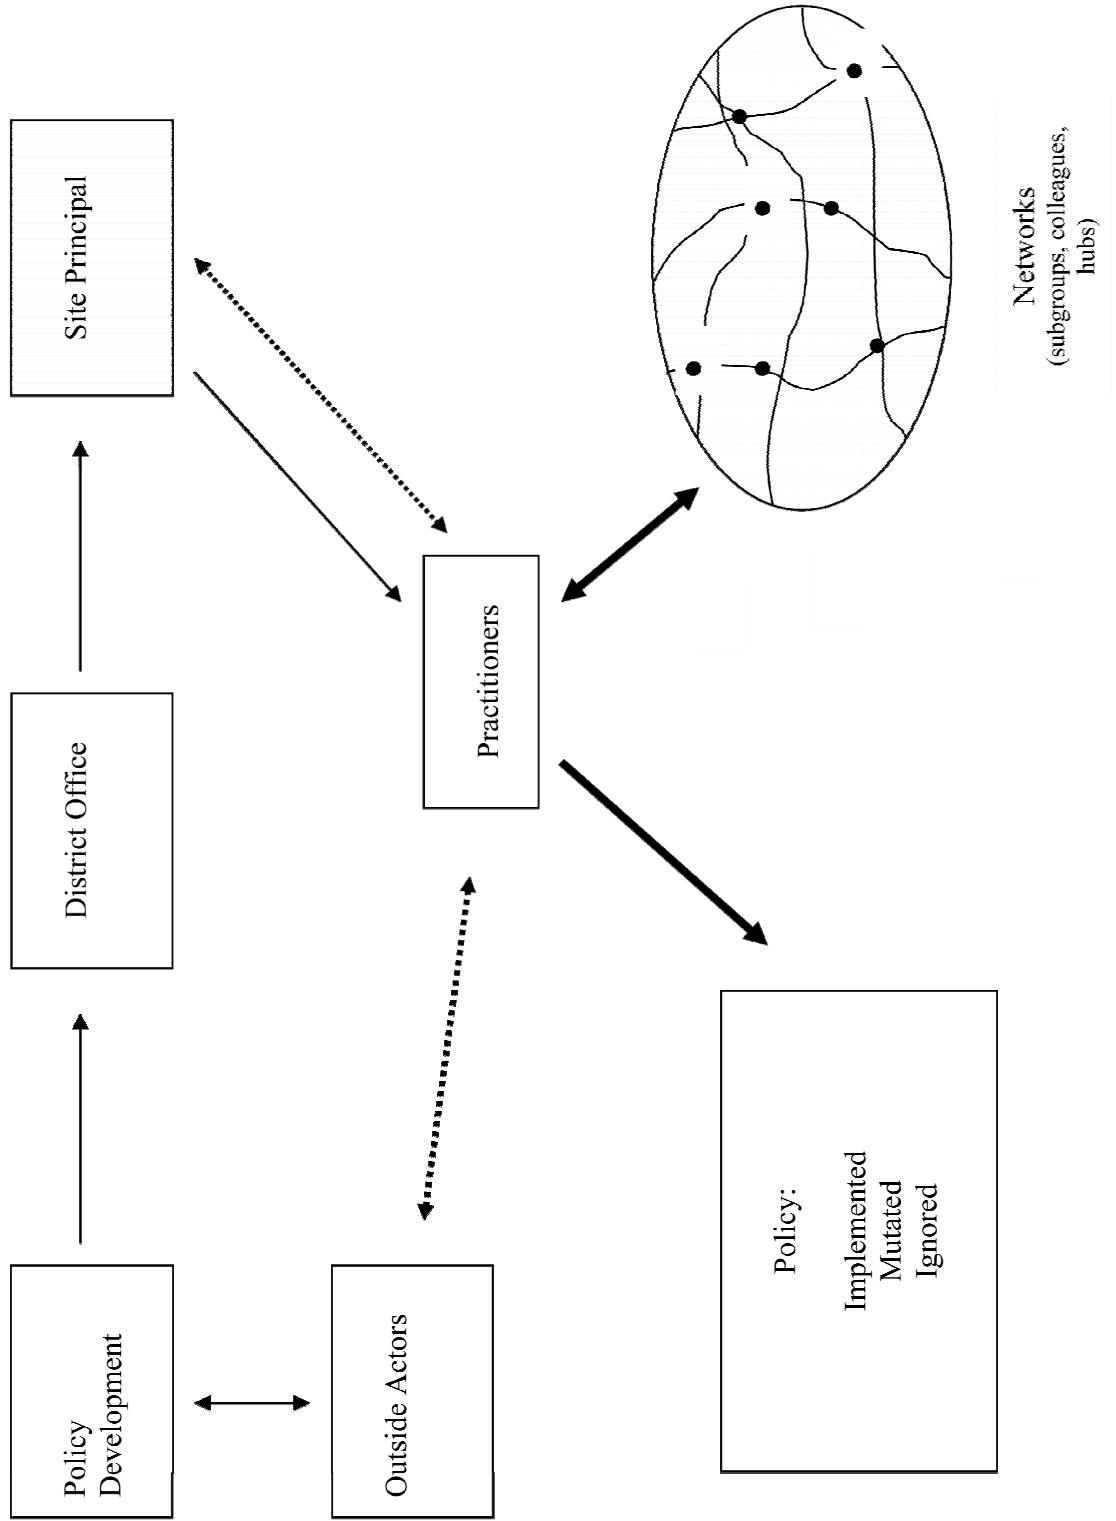 Policy
Development
District Office
Site Principal
Outside Actors
Practitioners
Policy:
Implemented
Mutated
Ignored
Networks
(subgroups, colleagues,
hubs)